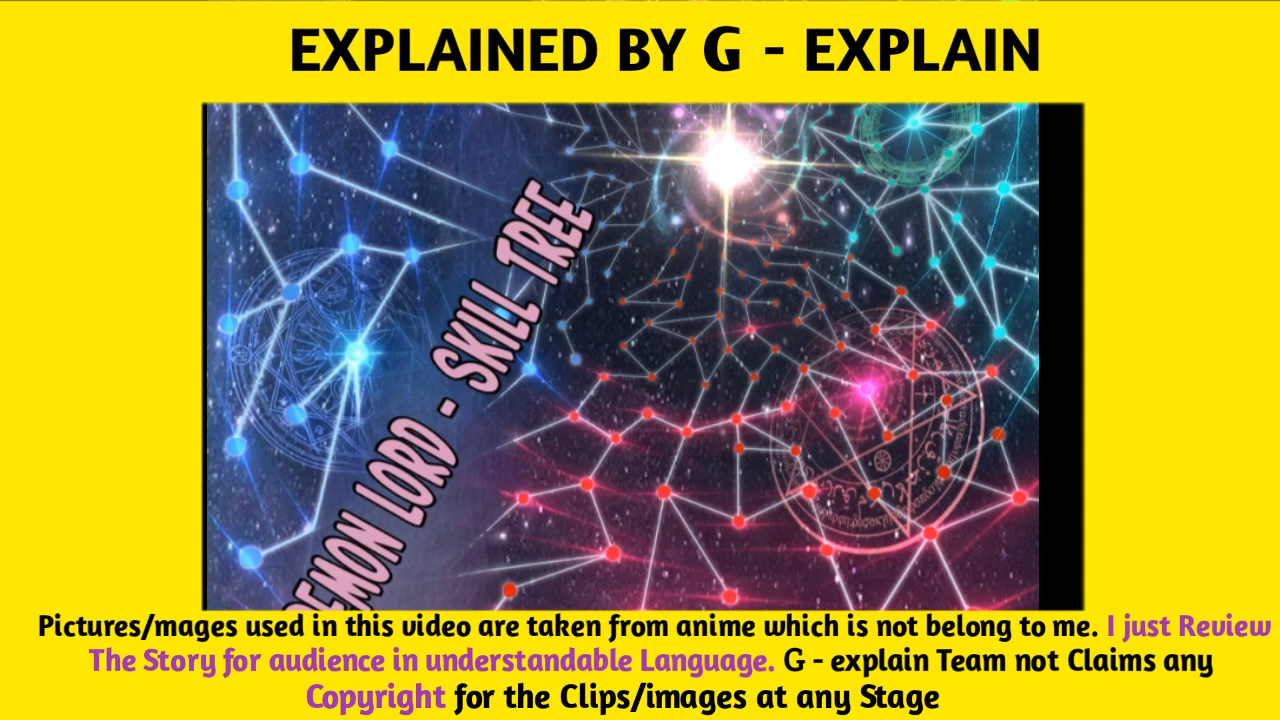 EXPLAINED BY G - EXPLAIN
DEMON LORD - SKILL TREE
Pictures/mages used in this video are taken from anime which is not belong to me. I just Review
The Story for audience in understandable Language. G - explain Team not Claims any
Copyright for the Clips/images at any Stage